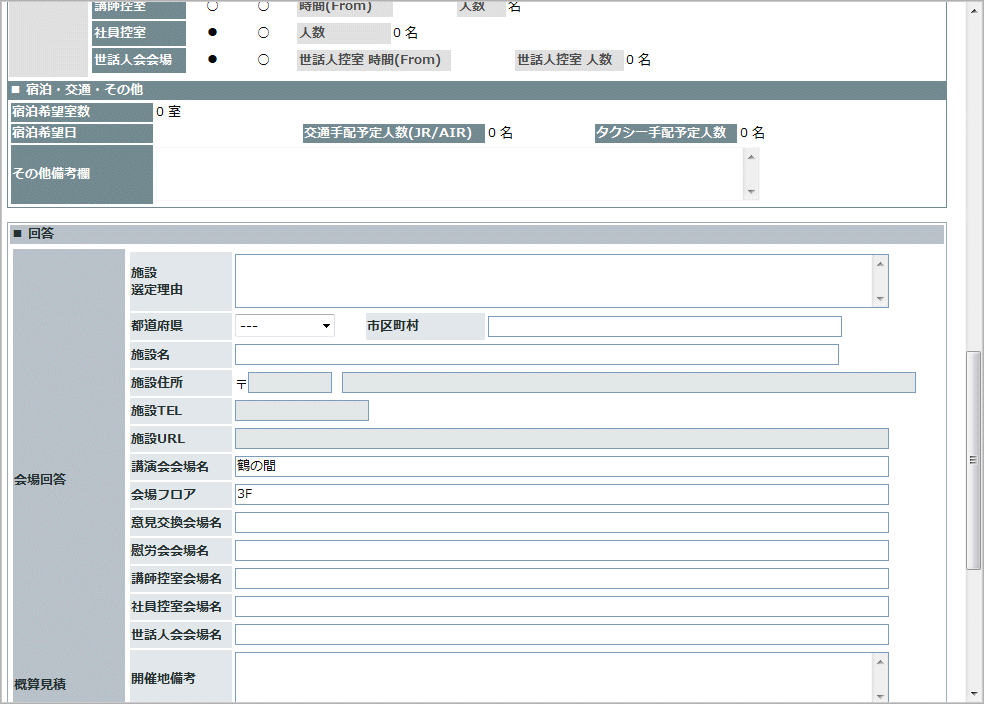 講師控室 時間(From) 人数 名
社員控室 人数 0 名
世話人会会場 世話人控室 時間(From) 世話人控室 人数 0 名
■ 宿泊・交通・その他
宿泊希望室数 0 室
宿泊希望日 交通手配予定人数(JR/AIR) 0 名 タクシー手配予定人数 0 名
その他備考欄
■ 回答
会場回答
施設
選定理由
都道府県 --- 市区町村
施設名
施設住所 〒
施設TEL
施設URL
講演会会場名 鶴の間
会場フロア 3F
意見交換会場名
慰労会会場名
講師控室会場名
社員控室会場名
世話人会会場名
概算見積
開催地備考